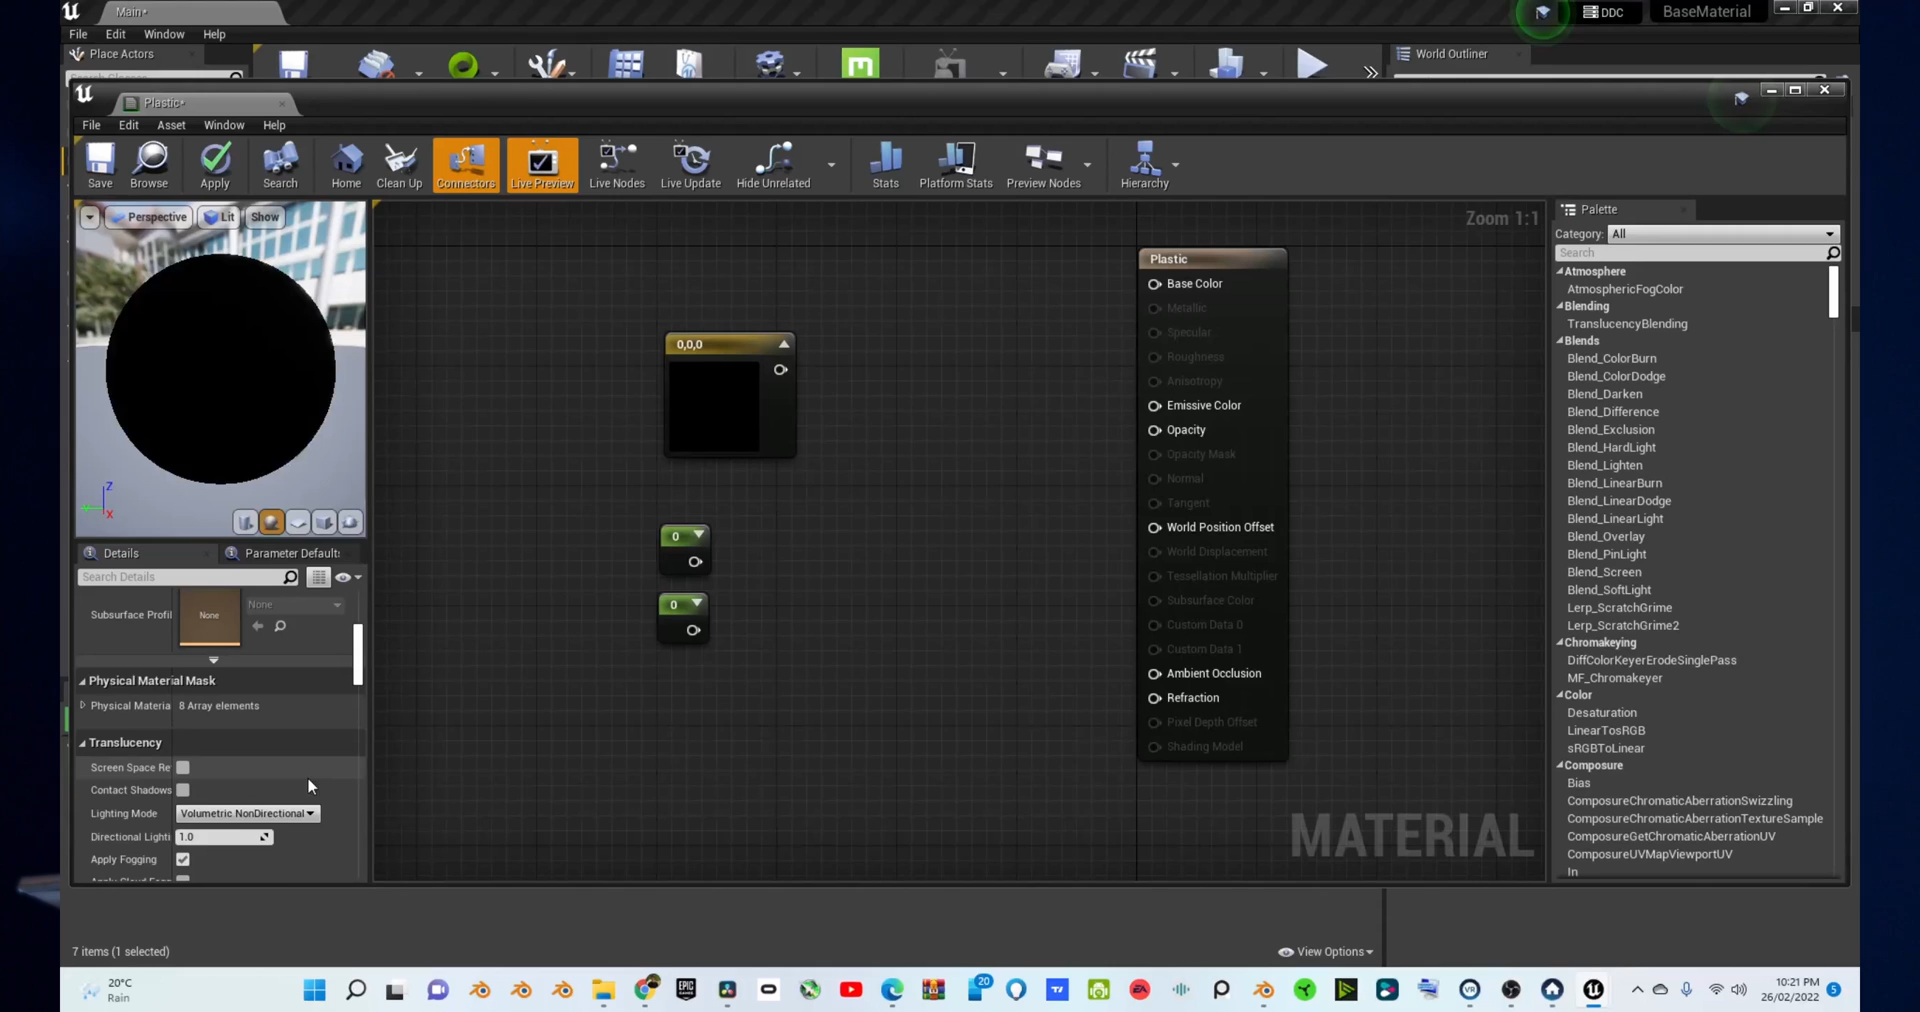 Main*
DDC
BaseMaterial
File Edit Window Help
Place Actors
World Outliner
Plastic*
File Edit Asset Window Help
Save Browse Apply Search Home Clean Up Connectors Live Preview Live Nodes Live Update Hide Unrelated Stats Platform Stats Preview Nodes Hierarchy
Perspective Lit Show
Zoom 1:1
Palette
Category: All
Search
Atmosphere
AtmosphericFogColor
Blending
TranslucencyBlending
Blends
Blend_ColorBurn
Blend_ColorDodge
Blend_Darken
Blend_Difference
Blend_Exclusion
Blend_HardLight
Blend_Lighten
Blend_LinearBurn
Blend_LinearDodge
Blend_LinearLight
Blend_Overlay
Blend_PinLight
Blend_Screen
Blend_SoftLight
Lerp_ScratchGrime
Lerp_ScratchGrime2
Chromakeying
DiffColorKeyerErodeSinglePass
MF_Chromakeyer
Color
Desaturation
LinearTosRGB
sRGBToLinear
Composure
Bias
ComposureChromaticAberrationSwizzling
ComposureChromaticAberrationTextureSample
ComposureGetChromaticAberrationUV
ComposureUVMapViewportUV
In
Plastic
Base Color
Metallic
Specular
Roughness
Anisotropy
Emissive Color
Opacity
Opacity Mask
Normal
Tangent
World Position Offset
World Displacement
Tessellation Multiplier
Subsurface Color
Custom Data 0
Custom Data 1
Ambient Occlusion
Refraction
Pixel Depth Offset
Shading Model
0,0,0
0
0
MATERIAL
Z
X
Details Parameter Defaults
Search Details
Subsurface Profil None None
Physical Material Mask
Physical Materia 8 Array elements
Translucency
Screen Space Re
Contact Shadows
Lighting Mode Volumetric NonDirectional
Directional Lighti 1.0
Apply Fogging
7 items (1 selected)
View Options
20°C
Rain
EPIC GAMES
20
EA
VR
10:21 PM
26/02/2022
5